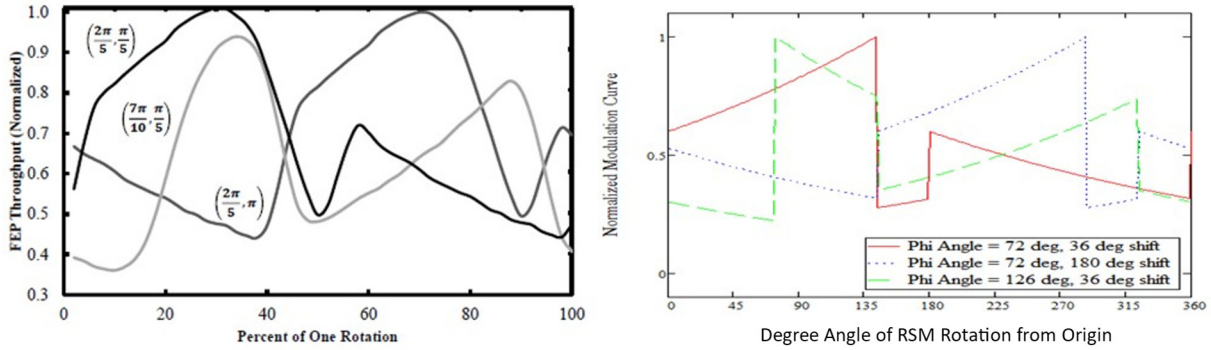 FEP Throughput (Normalized)
1.0
0.9
0.8
0.7
0.6
0.5
0.4
0.3
(2π/5, π/5)
(7π/10, π/5)
(2π/5, π)
0 20 40 60 80 100
Percent of One Rotation
Normalized Modulation Curve
1
0.5
0
Phi Angle = 72 deg, 36 deg shift
Phi Angle = 72 deg, 180 deg shift
Phi Angle = 126 deg, 36 deg shift
0 45 90 135 180 225 270 315 360
Degree Angle of RSM Rotation from Origin